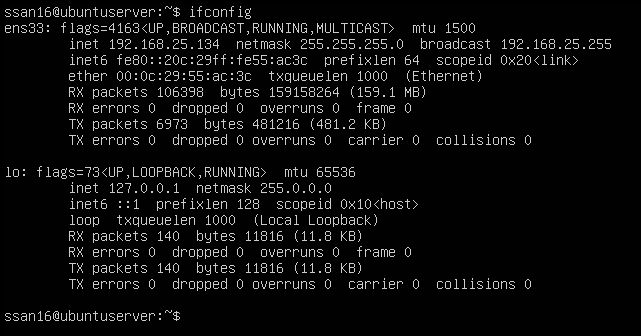 ssan16@ubuntuserver:~$ ifconfig
ens33: flags=4163<UP,BROADCAST,RUNNING,MULTICAST>  mtu 1500
        inet 192.168.25.134  netmask 255.255.255.0  broadcast 192.168.25.255
        inet6 fe80::20c:29ff:fe55:ac3c  prefixlen 64  scopeid 0x20<link>
        ether 00:0c:29:55:ac:3c  txqueuelen 1000  (Ethernet)
        RX packets 106398  bytes 159158264 (159.1 MB)
        RX errors 0  dropped 0  overruns 0  frame 0
        TX packets 6973  bytes 481216 (481.2 KB)
        TX errors 0  dropped 0 overruns 0  carrier 0  collisions 0

lo: flags=73<UP,LOOPBACK,RUNNING>  mtu 65536
        inet 127.0.0.1  netmask 255.0.0.0
        inet6 ::1  prefixlen 128  scopeid 0x10<host>
        loop  txqueuelen 1000  (Local Loopback)
        RX packets 140  bytes 11816 (11.8 KB)
        RX errors 0  dropped 0  overruns 0  frame 0
        TX packets 140  bytes 11816 (11.8 KB)
        TX errors 0  dropped 0 overruns 0  carrier 0  collisions 0

ssan16@ubuntuserver:~$